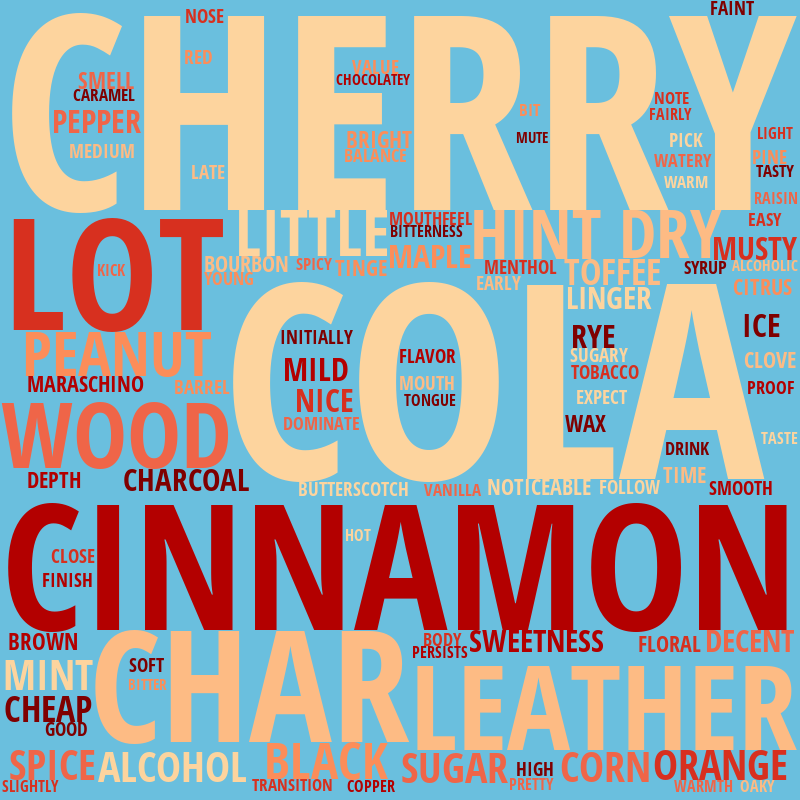 FAINT
NOSE
CHERRY
RED
VALUE
SMELL
CHOCOLATEY
CARAMEL
NOTE
BIT
FAIRLY
PEPPER
LIGHT
MUTE
BRIGHT
PICK
MEDIUM
BALANCE
WATERY
PINE
LATE
TASTY
WARM
RAISIN
LOT
LITTLE
MOUTHFEEL
HINT DRY
EASY
BITTERNESS
MUSTY
MAPLE
BOURBON
SPICY
TINGE
MENTHOL
TOFFEE
SYRUP
ALCOHOLIC
KICK
YOUNG
EARLY
CITRUS
LINGER
COLA
ICE
INITIALLY
RYE
PEANUT
FLAVOR
SUGARY
CLOVE
MILD
TOBACCO
MARASCHINO
BARREL
MOUTH
PROOF
NICE
TONGUE
EXPECT
WOOD
DOMINATE
WAX
TASTE
DRINK
DEPTH
CHARCOAL
TIME
BUTTERSCOTCH
VANILLA
NOTICEABLE
FOLLOW
SMOOTH
CINNAMON
HOT
CLOSE
FINISH
BROWN
CHAR
BODY
SWEETNESS
FLORAL
DECENT
PERSISTS
SOFT
MINT
BITTER
LEATHER
CHEAP
GOOD
SPICE
ALCOHOL
BLACK
SUGAR
HIGH
CORN
ORANGE
SLIGHTLY
TRANSITION
COPPER
PRETTY
WARMTH
OAKY